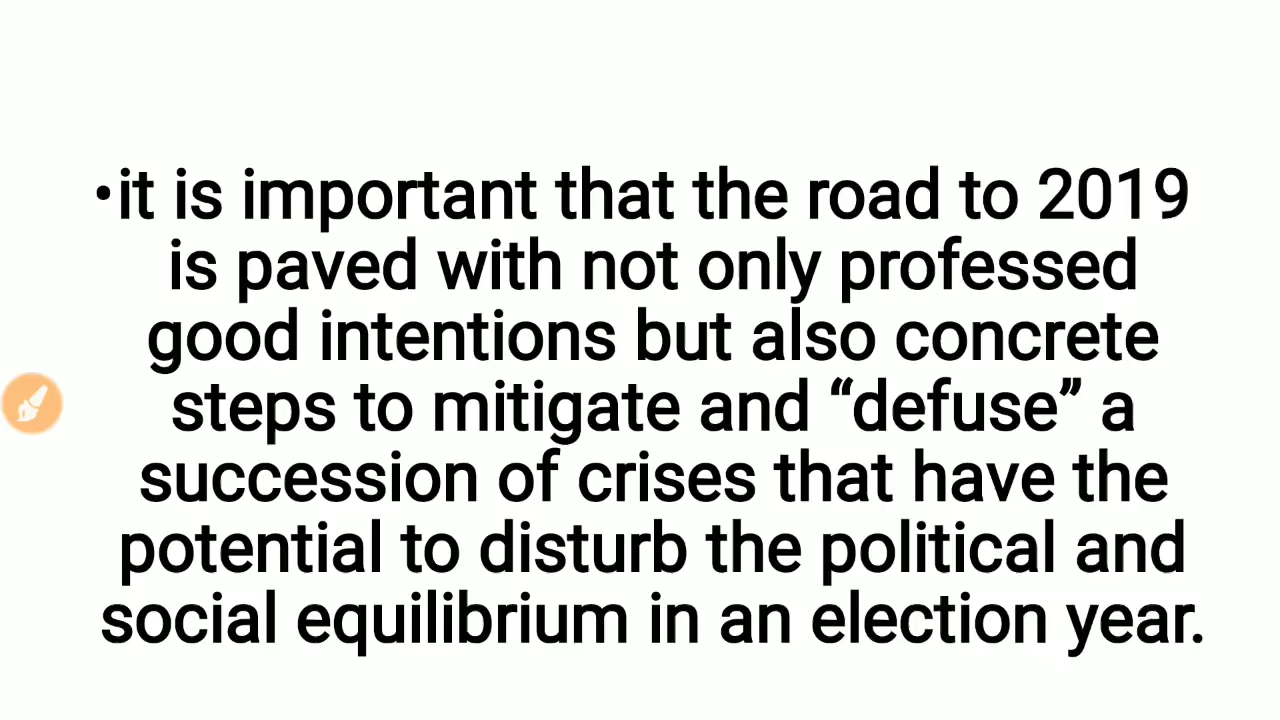 •it is important that the road to 2019
is paved with not only professed
good intentions but also concrete
steps to mitigate and “defuse” a
succession of crises that have the
potential to disturb the political and
social equilibrium in an election year.